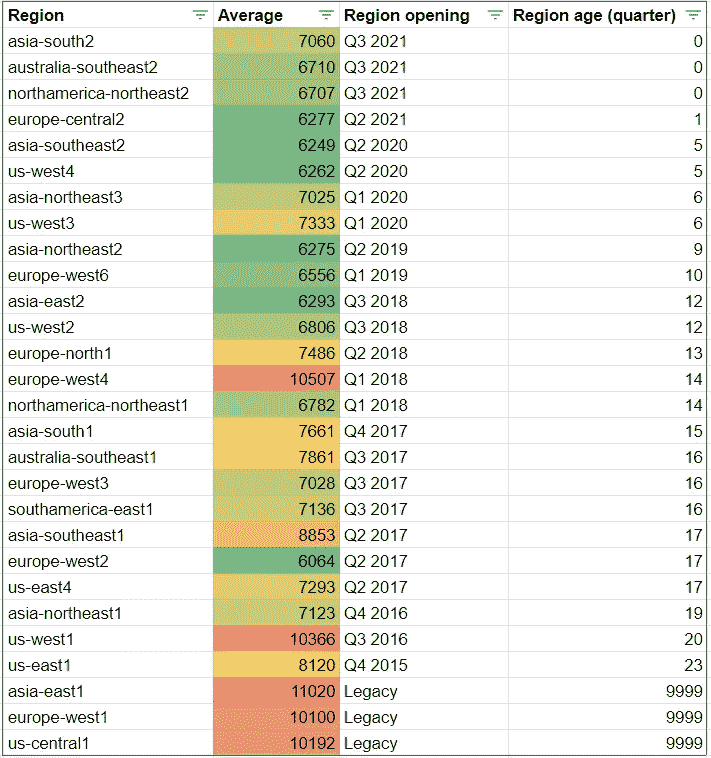 Region Average Region opening Region age (quarter)
asia-south2 7060 Q3 2021 0
australia-southeast2 6710 Q3 2021 0
northamerica-northeast2 6707 Q3 2021 0
europe-central2 6277 Q2 2021 1
asia-southeast2 6249 Q2 2020 5
us-west4 6262 Q2 2020 5
asia-northeast3 7025 Q1 2020 6
us-west3 7333 Q1 2020 6
asia-northeast2 6275 Q2 2019 9
europe-west6 6556 Q1 2019 10
asia-east2 6293 Q3 2018 12
us-west2 6806 Q3 2018 12
europe-north1 7486 Q2 2018 13
europe-west4 10507 Q1 2018 14
northamerica-northeast1 6782 Q1 2018 14
asia-south1 7661 Q4 2017 15
australia-southeast1 7861 Q3 2017 16
europe-west3 7028 Q3 2017 16
southamerica-east1 7136 Q3 2017 16
asia-southeast1 8853 Q2 2017 17
europe-west2 6064 Q2 2017 17
us-east4 7293 Q2 2017 17
asia-northeast1 7123 Q4 2016 19
us-west1 10366 Q3 2016 20
us-east1 8120 Q4 2015 23
asia-east1 11020 Legacy 9999
europe-west1 10100 Legacy 9999
us-central1 10192 Legacy 9999